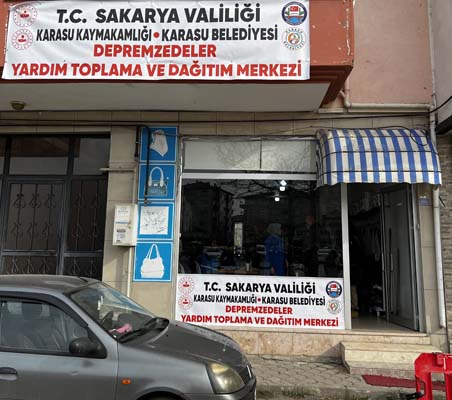 T.C. SAKARYA VALİLİĞİ
KARASU KAYMAKAMLIĞI • KARASU BELEDİYESİ
DEPREMZEDELER
YARDIM TOPLAMA VE DAĞITIM MERKEZİ
T.C. SAKARYA VALİLİĞİ
KARASU KAYMAKAMLIĞI • KARASU BELEDİYESİ
DEPREMZEDELER
YARDIM TOPLAMA VE DAĞITIM MERKEZİ